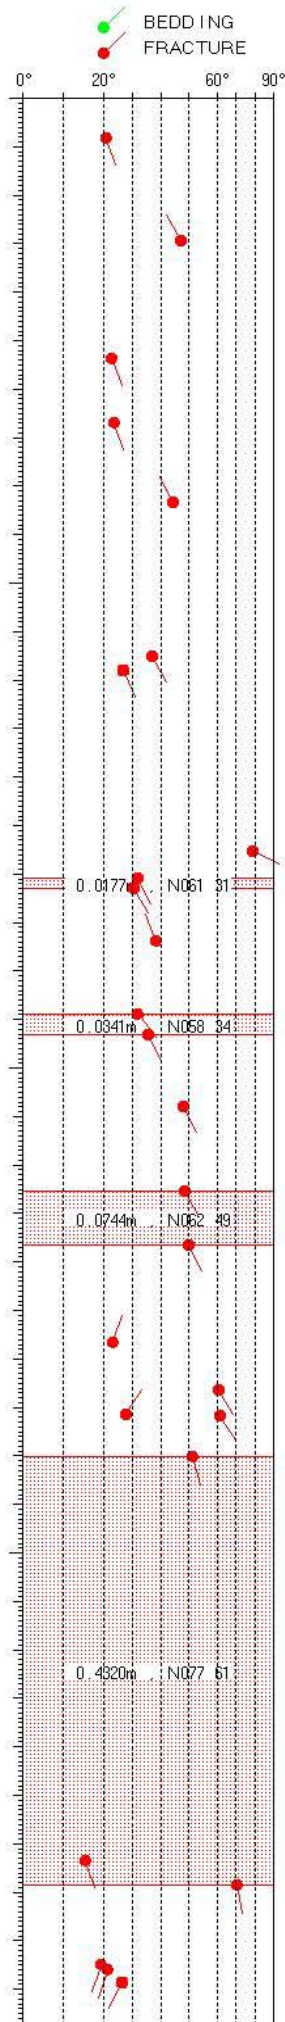 BEDDING
FRACTURE
0° 20° 60° 90°
0.0177m , N061 31
0.0341m , N058 34
0.0744m , N062 49
0.4320m , N077 61